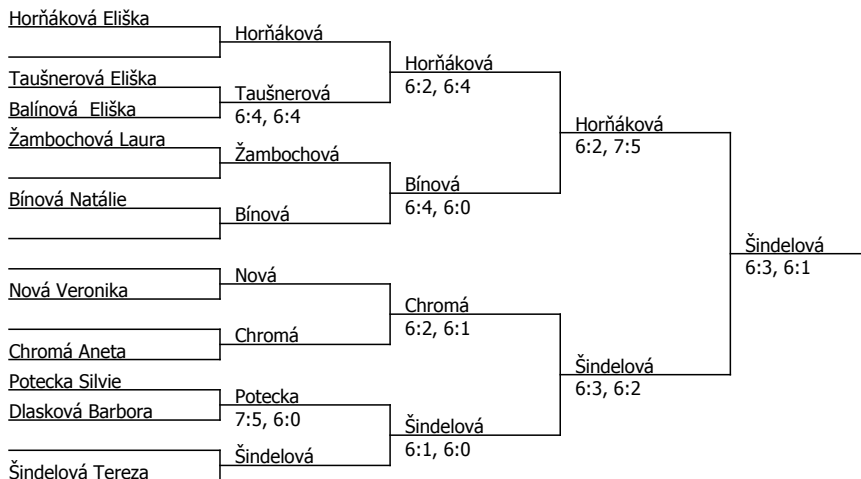 Horňáková Eliška
Horňáková
Horňáková
6:2, 6:4
Taušnerová Eliška
Taušnerová
6:4, 6:4
Balínová  Eliška
Horňáková
6:2, 7:5
Žambochová Laura
Žambochová
Bínová
6:4, 6:0
Bínová Natálie
Bínová
Šindelová
6:3, 6:1
Nová
Nová Veronika
Chromá
6:2, 6:1
Chromá
Chromá Aneta
Šindelová
6:3, 6:2
Potecka Silvie
Potecka
7:5, 6:0
Dlasková Barbora
Šindelová
6:1, 6:0
Šindelová
Šindelová Tereza